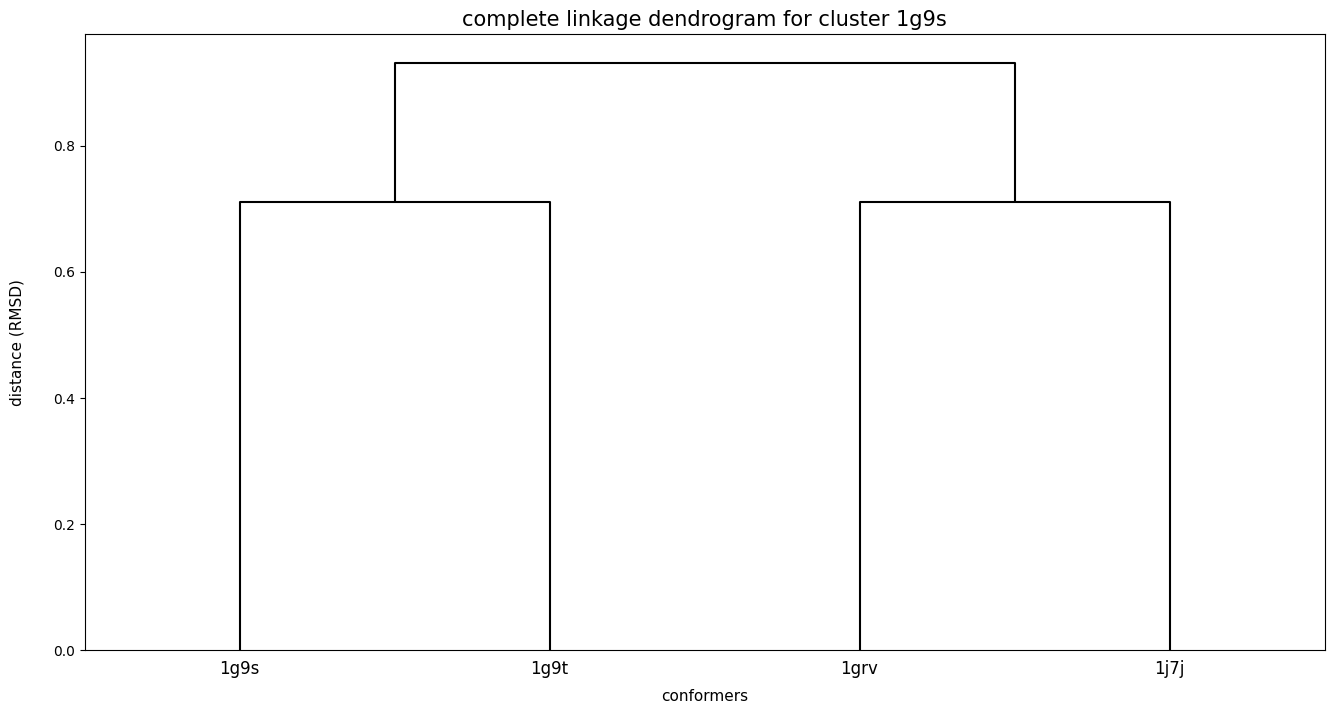 complete linkage dendrogram for cluster 1g9s
distance (RMSD)
0.8
0.6
0.4
0.2
0.0
1g9s 1g9t 1grv 1j7j
conformers